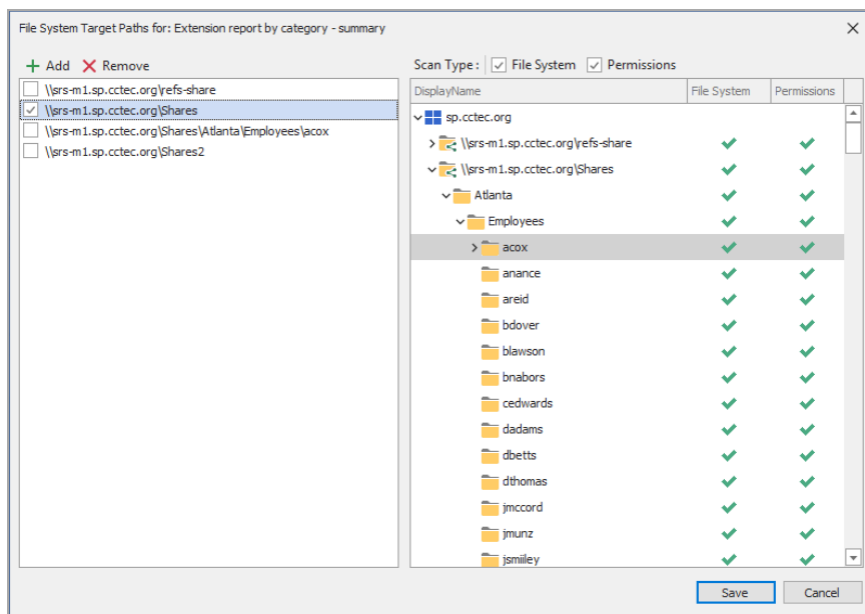 File System Target Paths for: Extension report by category - summary
Add Remove
\\srs-m1.sp.cctec.org\refs-share
\\srs-m1.sp.cctec.org\Shares
\\srs-m1.sp.cctec.org\Shares\Atlanta\Employees\acox
\\srs-m1.sp.cctec.org\Shares2
Scan Type : File System Permissions
DisplayName File System Permissions
sp.cctec.org
\\srs-m1.sp.cctec.org\refs-share
\\srs-m1.sp.cctec.org\Shares
Atlanta
Employees
acox
anance
areid
bdover
blawson
bnabors
cedwards
dadams
dbetts
dthomas
jmccord
jmunz
jsmiiley
Save Cancel